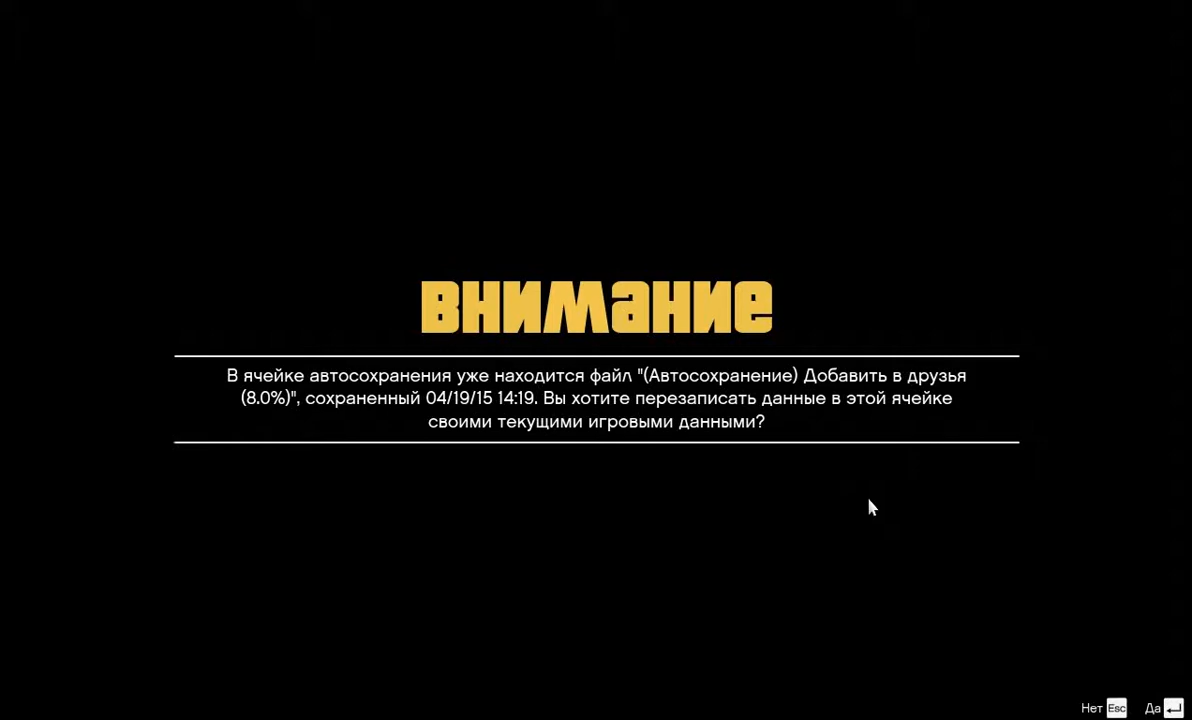 внимание
В ячейке автосохранения уже находится файл "(Автосохранение) Добавить в друзья
(8.0%)", сохраненный 04/19/15 14:19. Вы хотите перезаписать данные в этой ячейке
своими текущими игровыми данными?
Нет Esc Да